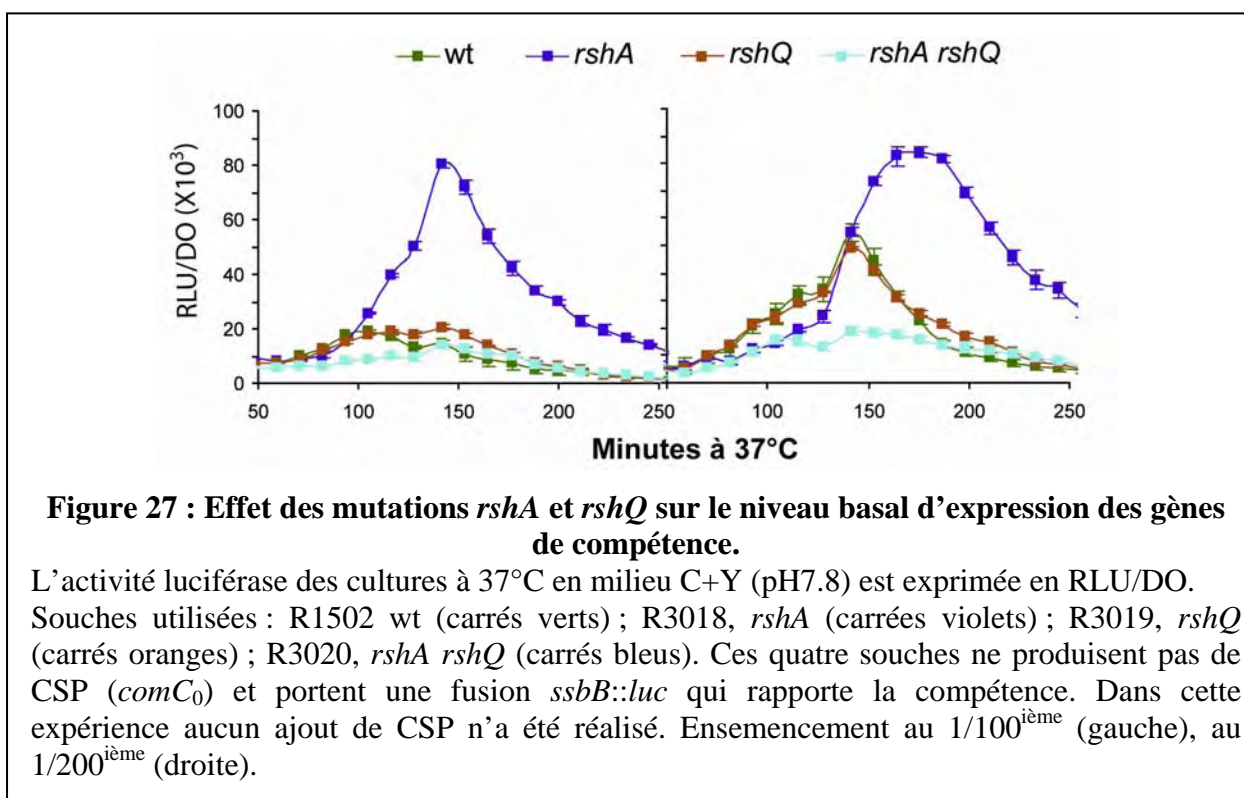 wt rshA rshQ rshA rshQ
RLU/DO (X10³)
100
80
60
40
20
0
50 100 150 200 250 100 150 200 250
Minutes à 37°C
Figure 27 : Effet des mutations rshA et rshQ sur le niveau basal d’expression des gènes
de compétence.
L’activité luciférase des cultures à 37°C en milieu C+Y (pH7.8) est exprimée en RLU/DO.
Souches utilisées : R1502 wt (carrés verts) ; R3018, rshA (carrées violets) ; R3019, rshQ
(carrés oranges) ; R3020, rshA rshQ (carrés bleus). Ces quatre souches ne produisent pas de
CSP (comC₀) et portent une fusion ssbB::luc qui rapporte la compétence. Dans cette
expérience aucun ajout de CSP n’a été réalisé. Ensemencement au 1/100ième (gauche), au
1/200ième (droite).